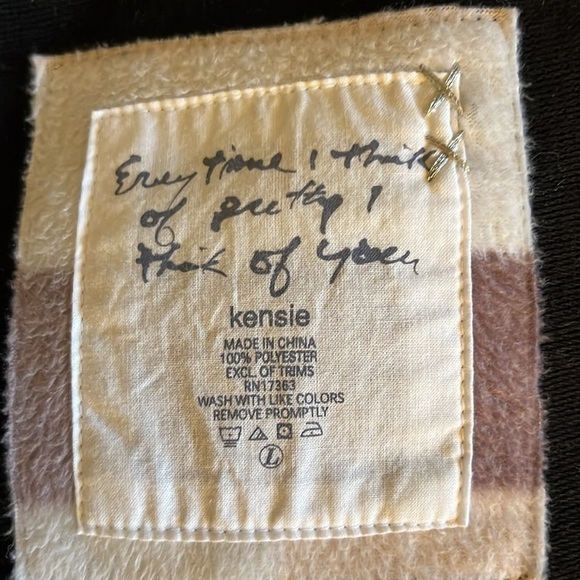 Every time I think
of pretty I
think of you
kensie
MADE IN CHINA
100% POLYESTER
EXCL. OF TRIMS
RN17363
WASH WITH LIKE COLORS
REMOVE PROMPTLY
L